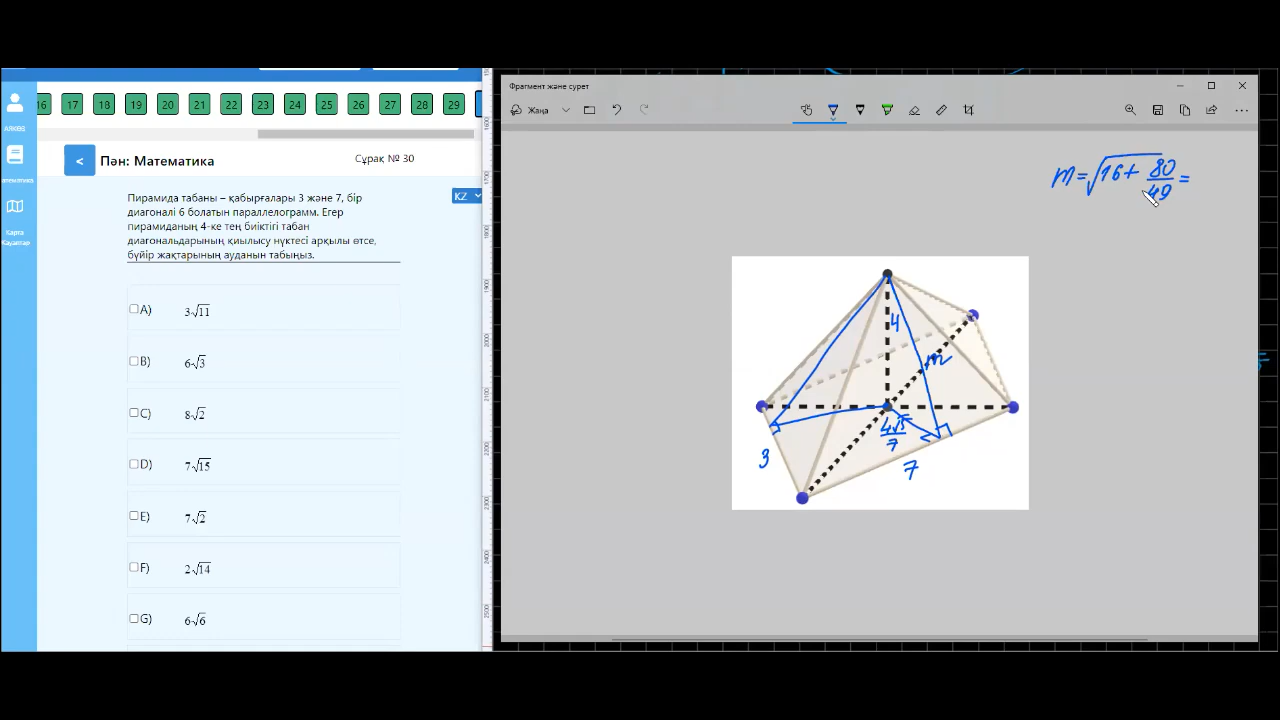 16 17 18 19 20 21 22 23 24 25 26 27 28 29
Пән: Математика
Сұрақ № 30
KZ
Пирамида табаны – қабырғалары 3 және 7, бір
диагоналі 6 болатын параллелограмм. Егер
пирамиданың 4-ке тең биіктігі табан
диагональдарының қиылысу нүктесі арқылы өтсе,
бүйір жақтарының ауданын табыңыз.
A) 3√11
B) 6√3
C) 8√2
D) 7√15
E) 7√2
F) 2√14
G) 6√6
Фрагмент және сурет
Жаңа
m=√16+80/49=
4
m
4√5/7
3
7